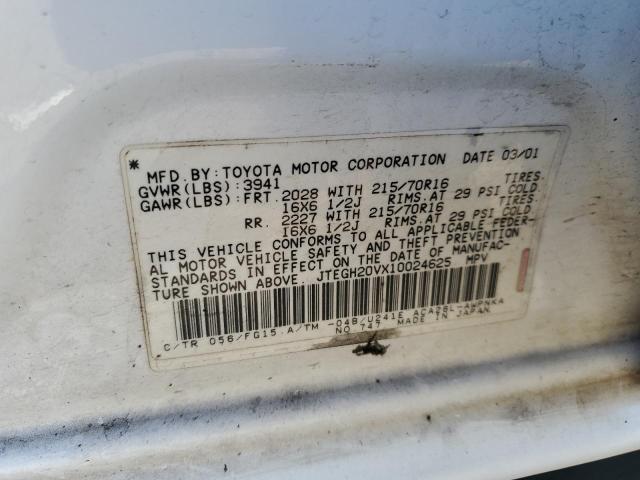 * MFD. BY: TOYOTA MOTOR CORPORATION DATE 03/01
GVWR(LBS): 3941
GAWR(LBS): FRT. 2028 WITH 215/70R16 TIRES.
16X6 1/2J RIMS. AT 29 PSI COLD
RR. 2227 WITH 215/70R16 TIRES.
16X6 1/2J RIMS. AT 29 PSI COLD
THIS VEHICLE CONFORMS TO ALL APPLICABLE FEDER-
AL MOTOR VEHICLE SAFETY AND THEFT PREVENTION
STANDARDS IN EFFECT ON THE DATE OF MANUFAC-
TURE SHOWN ABOVE. JTEGH20VX10024625 MPV
*
C/TR 056/FG15 A/TM -04B/U241E ACA26L-AWPNKA
NO 747 MADE IN JAPAN